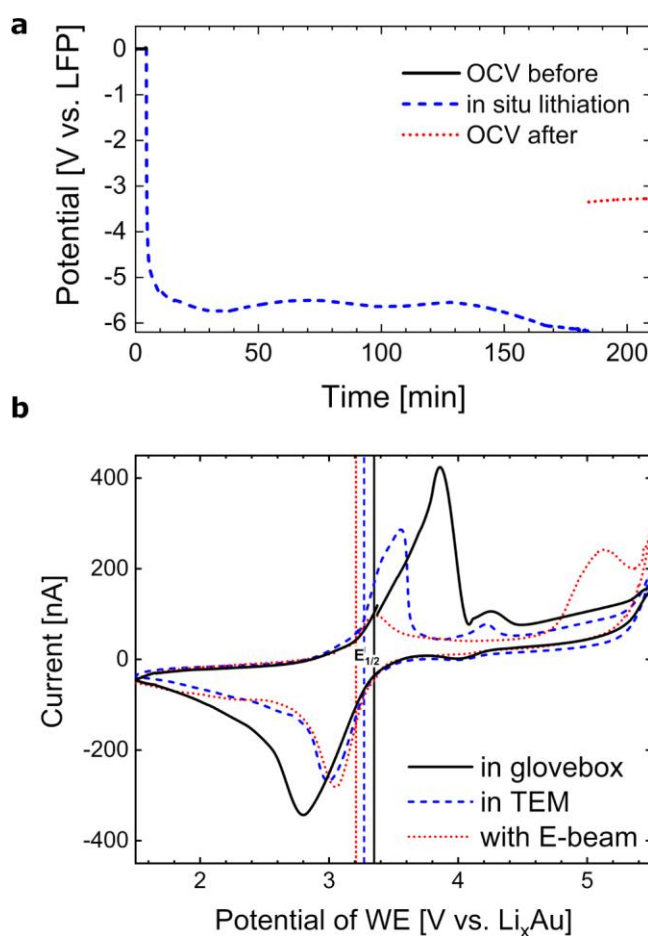 a
0
-1
-2
-3
-4
-5
-6
Potential [V vs. LFP]
OCV before
in situ lithiation
OCV after
0 50 100 150 200
Time [min]
b
400
200
0
-200
-400
Current [nA]
E1/2
in glovebox
in TEM
with E-beam
2 3 4 5
Potential of WE [V vs. LixAu]